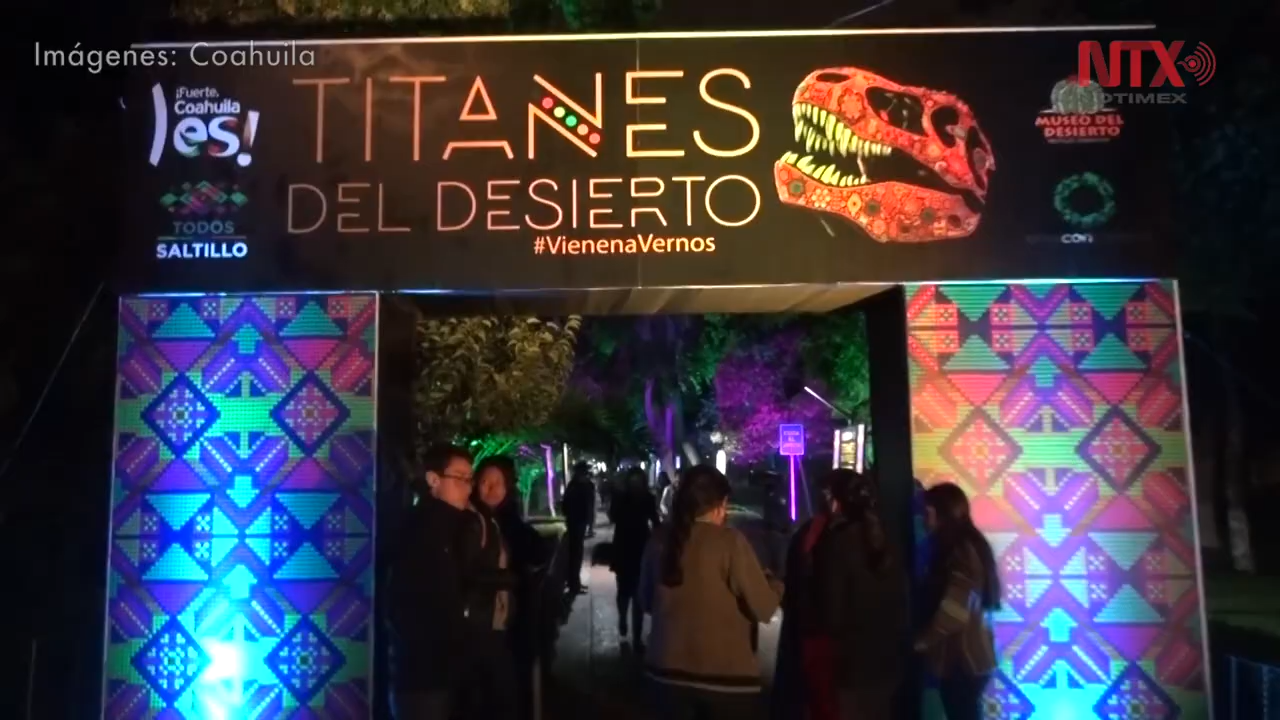 Imágenes: Coahuila
NTX
NOTIMEX
¡Fuerte,
Coahuila
es!
TITANES
DEL DESIERTO
#VienenaVernos
TODOS
SALTILLO
MUSEO DEL
DESIERTO